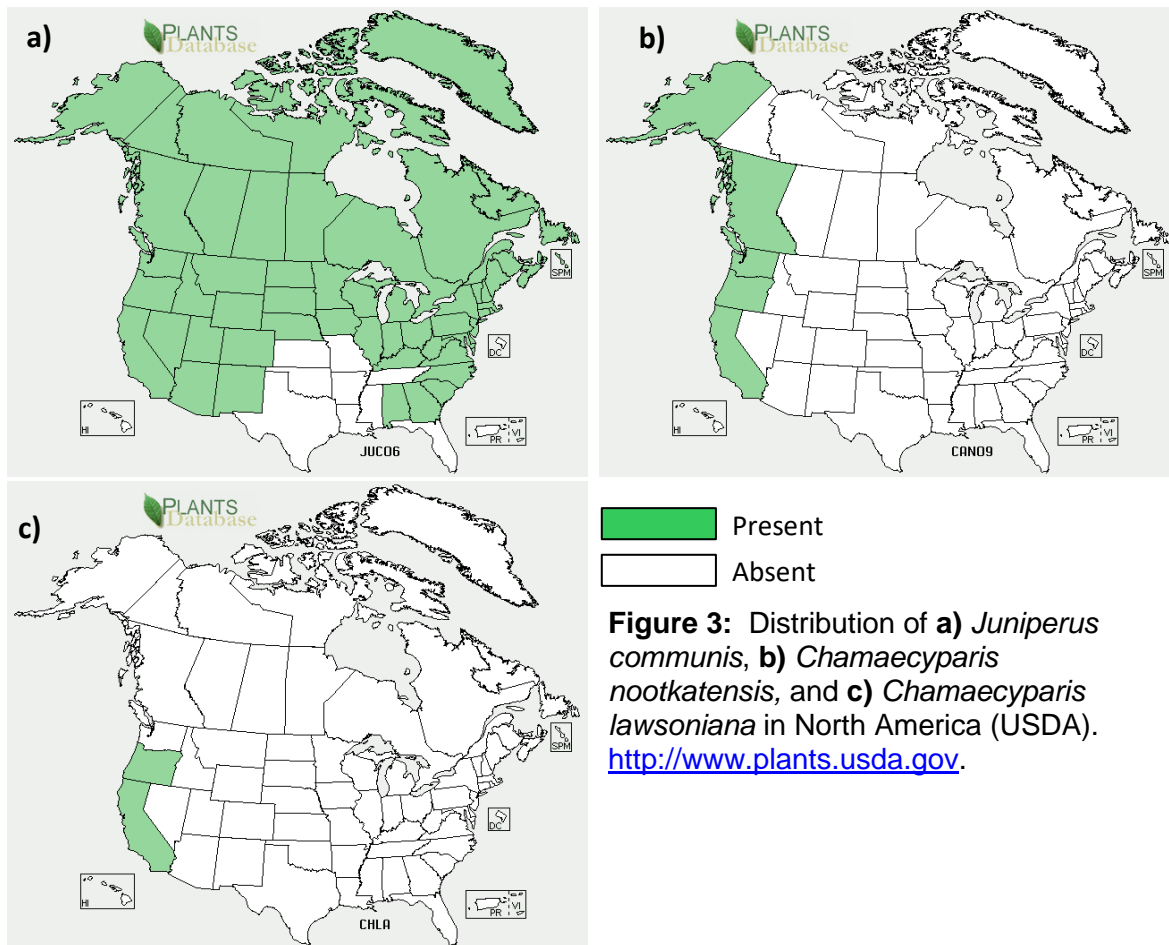 a)
PLANTS
Database
SPM
DC
HI
PR
VI
JUCO6
b)
PLANTS
Database
SPM
DC
HI
PR
VI
CANO9
c)
PLANTS
Database
SPM
DC
HI
PR
VI
CHLA
Present
Absent
Figure 3: Distribution of a) Juniperus
communis, b) Chamaecyparis
nootkatensis, and c) Chamaecyparis
lawsoniana in North America (USDA).
http://www.plants.usda.gov.